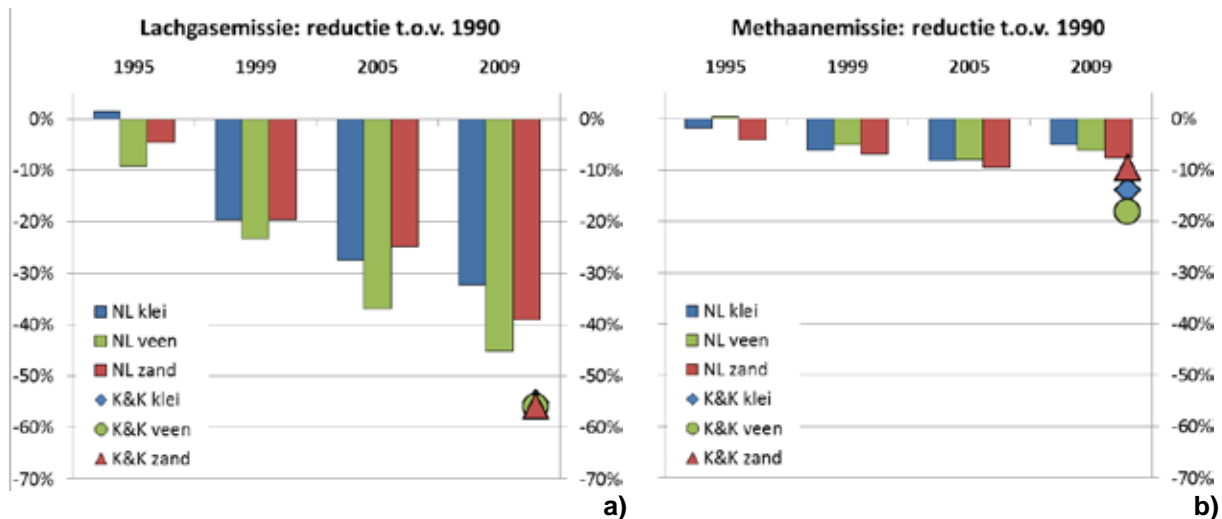 Lachgasemissie: reductie t.o.v. 1990
1995 1999 2005 2009
0% 0%
-10% -10%
-20% -20%
-30% -30%
-40% -40%
-50% -50%
-60% -60%
-70% -70%
NL klei
NL veen
NL zand
K&K klei
K&K veen
K&K zand
a)
Methaanemissie: reductie t.o.v. 1990
1995 1999 2005 2009
0%
-10%
-20%
-30%
-40%
-50%
-60%
-70%
NL klei
NL veen
NL zand
K&K klei
K&K veen
K&K zand
b)